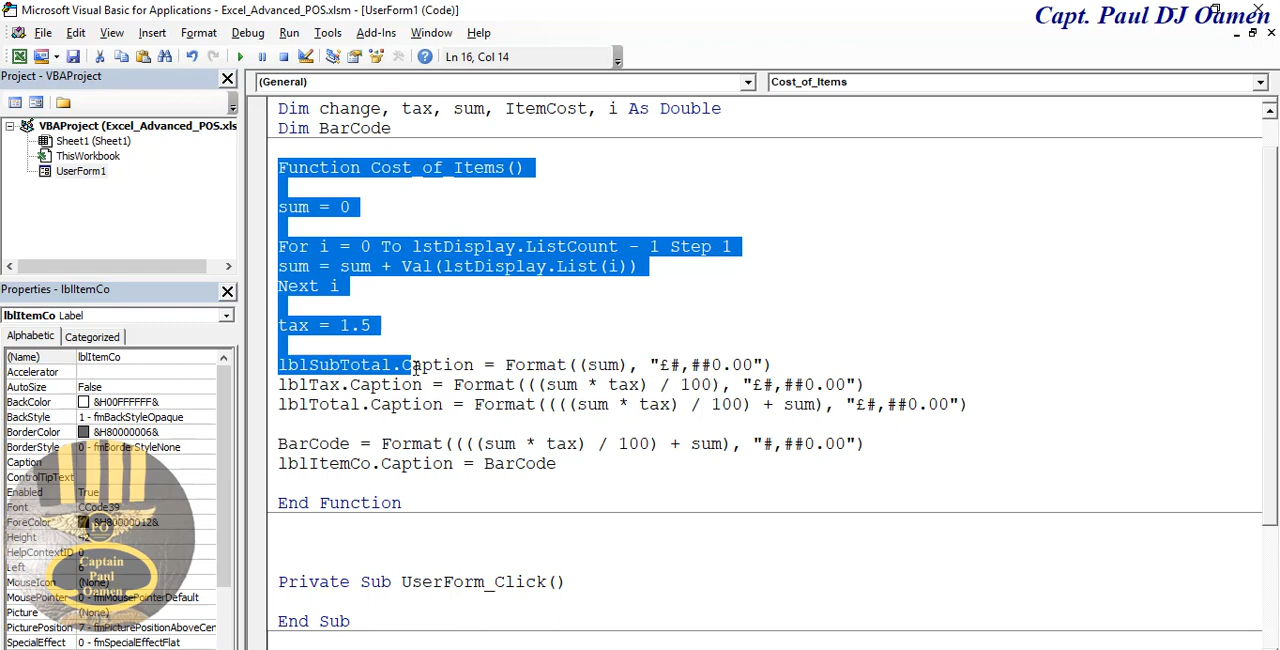 Microsoft Visual Basic for Applications - Excel_Advanced_POS.xlsm - [UserForm1 (Code)]
Capt. Paul DJ Oamen
File Edit View Insert Format Debug Run Tools Add-Ins Window Help
Ln 16, Col 14
Project - VBAProject
(General)
Cost_of_Items
VBAProject (Excel_Advanced_POS.xls
Sheet1 (Sheet1)
ThisWorkbook
UserForm1
Properties - lblItemCo
lblItemCo Label
Alphabetic Categorized
(Name) lblItemCo
Accelerator
AutoSize False
BackColor &H00FFFFFF&
BackStyle 1 - fmBackStyleOpaque
BorderColor &H80000006&
BorderStyle 0 - fmBorderStyleNone
Caption
ControlTipText
Enabled True
Font CCode39
ForeColor &H80000012&
Height 42
HelpContextID 0
Left 6
MouseIcon (None)
MousePointer 0 - fmMousePointerDefault
Picture (None)
PicturePosition 7 - fmPicturePositionAboveCen
SpecialEffect 0 - fmSpecialEffectFlat
PO
Captain
Paul
Oamen
Dim change, tax, sum, ItemCost, i As Double
Dim BarCode
Function Cost_of_Items()
sum = 0
For i = 0 To lstDisplay.ListCount - 1 Step 1
sum = sum + Val(lstDisplay.List(i))
Next i
tax = 1.5
lblSubTotal.Caption = Format((sum), "£#,##0.00")
lblTax.Caption = Format(((sum * tax) / 100), "£#,##0.00")
lblTotal.Caption = Format((((sum * tax) / 100) + sum), "£#,##0.00")
BarCode = Format((((sum * tax) / 100) + sum), "#,##0.00")
lblItemCo.Caption = BarCode
End Function
Private Sub UserForm_Click()
End Sub